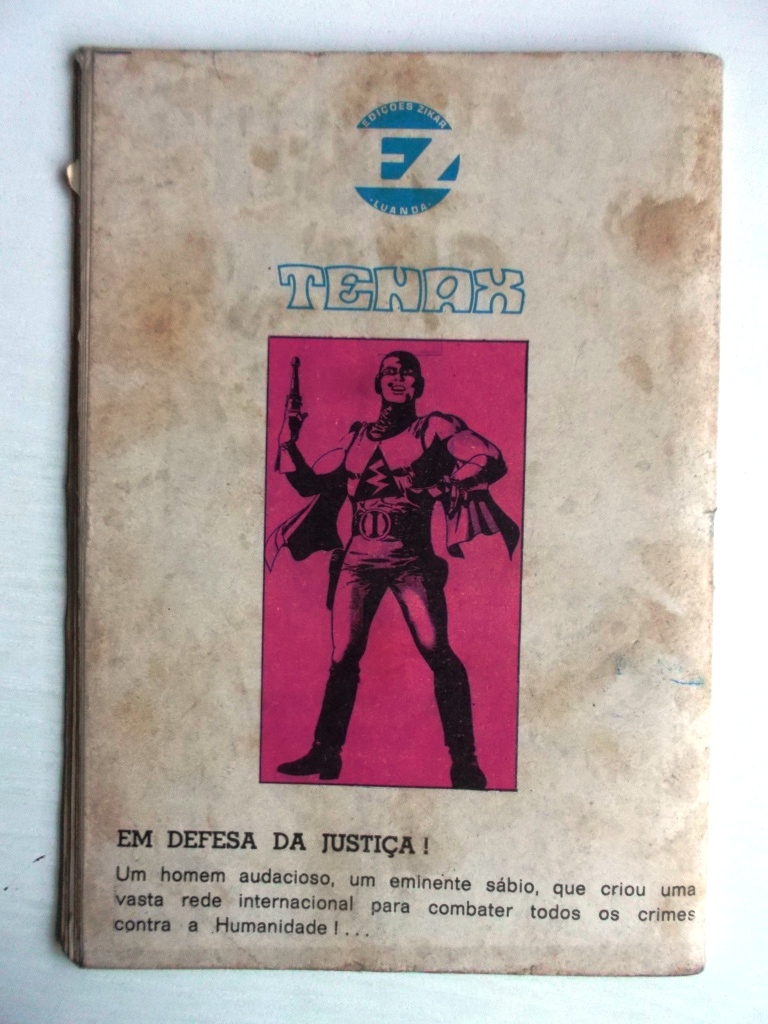 EDIÇOES ZIKAR
EZ
·LUANDA·
TENAX
EM DEFESA DA JUSTIÇA!
Um homem audacioso, um eminente sábio, que criou uma
vasta rede internacional para combater todos os crimes
contra a Humanidade!...